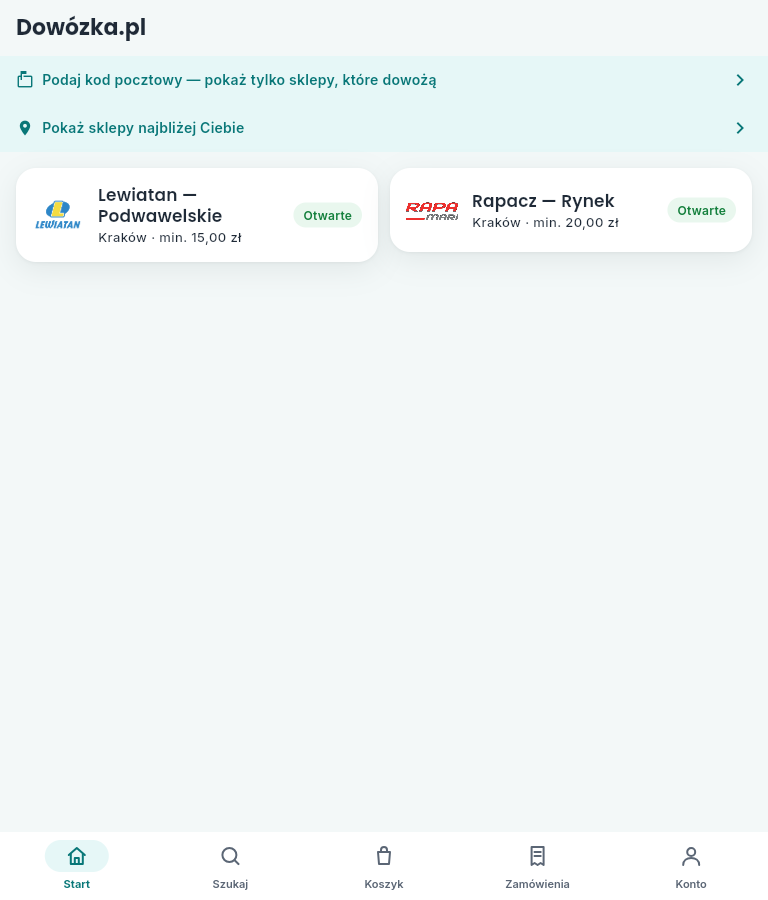 Dowózka.pl
Podaj kod pocztowy — pokaż tylko sklepy, które dowożą
Pokaż sklepy najbliżej Ciebie
LEWIATAN
Lewiatan —
Podwawelskie
Kraków · min. 15,00 zł
Otwarte
RAPA
MARK
Rapacz — Rynek
Kraków · min. 20,00 zł
Otwarte
Start
Szukaj
Koszyk
Zamówienia
Konto